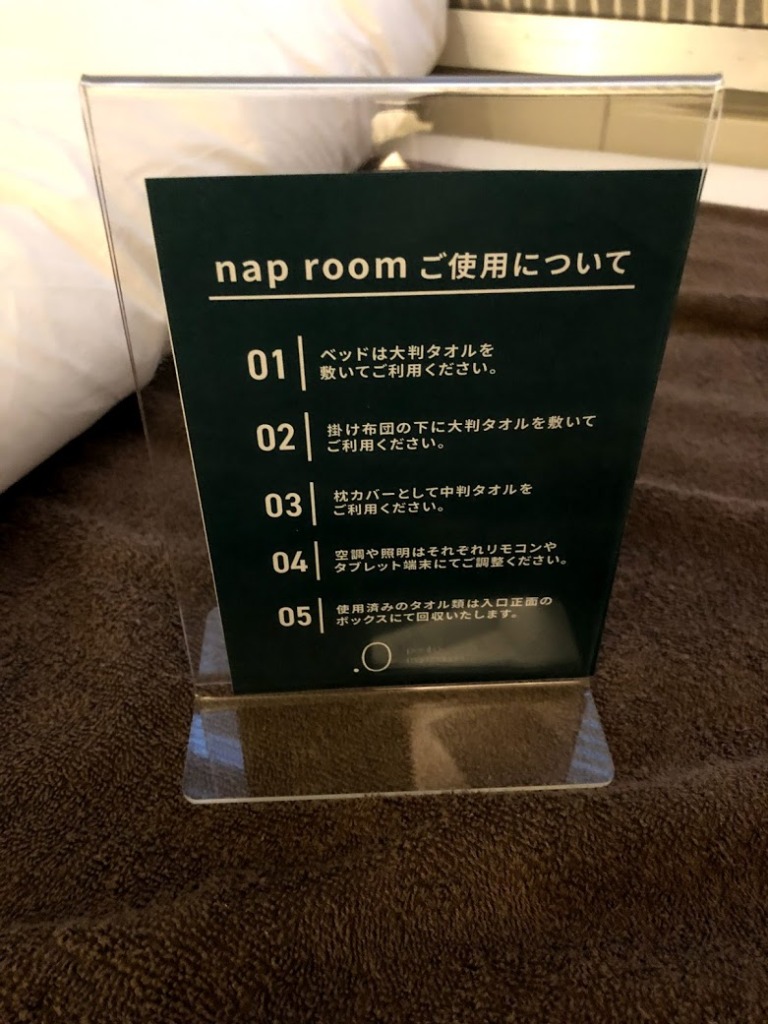 nap room ご使用について
01
ベッドは大判タオルを
敷いてご利用ください。
02
掛け布団の下に大判タオルを敷いて
ご利用ください。
03
枕カバーとして中判タオルを
ご利用ください。
04
空調や照明はそれぞれリモコンや
タブレット端末にてご調整ください。
05
使用済みのタオル類は入口正面の
ボックスにて回収いたします。